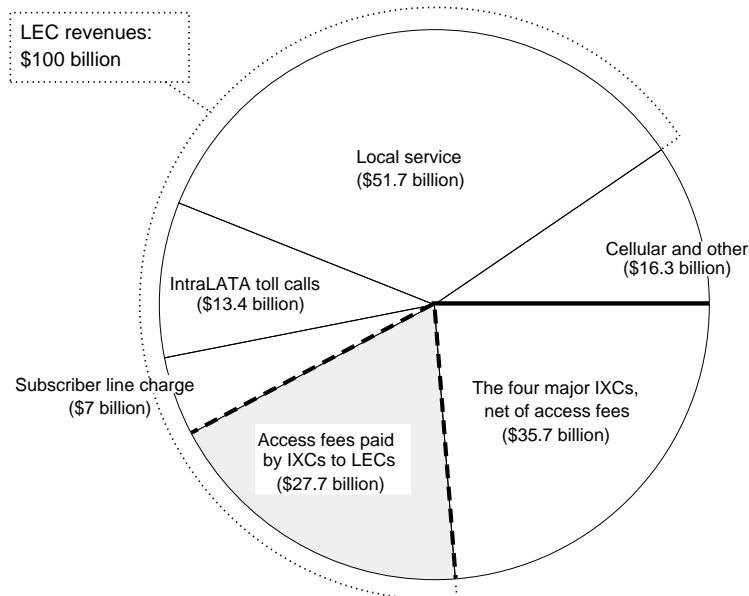 LEC revenues:
$100 billion
Local service
($51.7 billion)
Cellular and other
($16.3 billion)
IntraLATA toll calls
($13.4 billion)
Subscriber line charge
($7 billion)
The four major IXCs,
net of access fees
($35.7 billion)
Access fees paid
by IXCs to LECs
($27.7 billion)